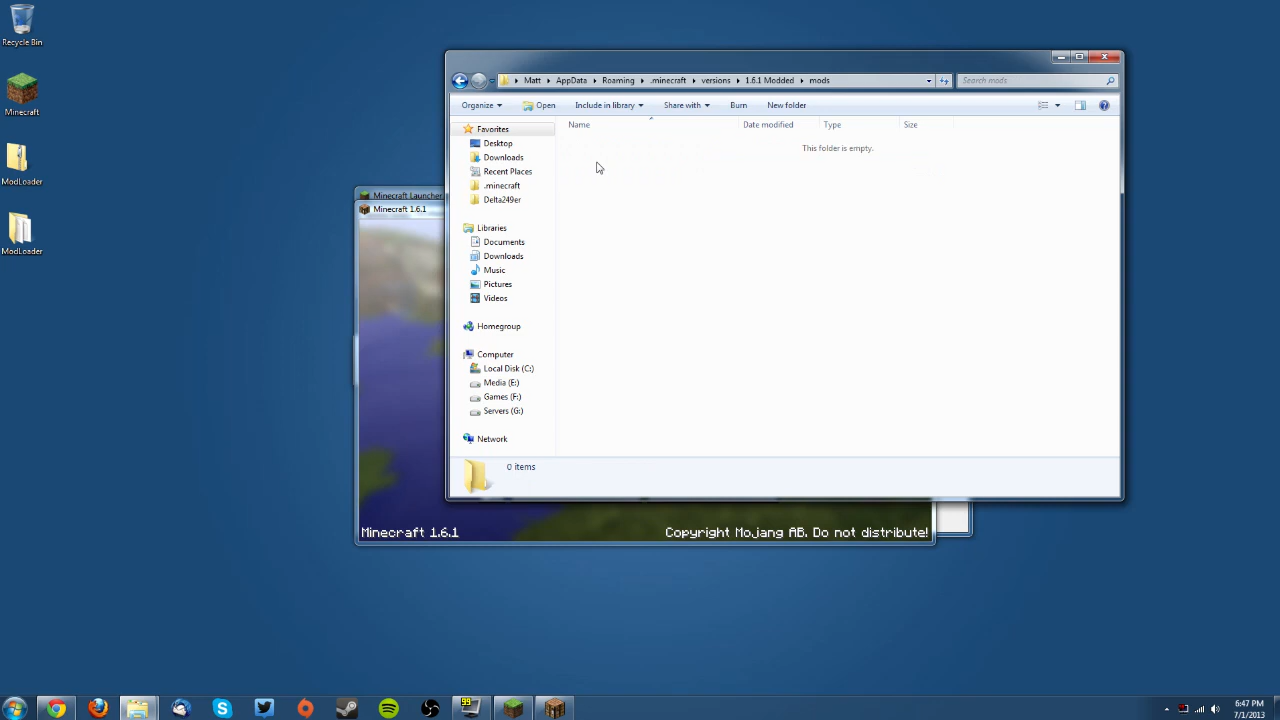 Recycle Bin
Minecraft
ModLoader
ModLoader
Matt AppData Roaming .minecraft versions 1.6.1 Modded mods
Search mods
Organize Open Include in library Share with Burn New folder
Name Date modified Type Size
This folder is empty.
Favorites
Desktop
Downloads
Recent Places
.minecraft
Delta249er
Libraries
Documents
Downloads
Music
Pictures
Videos
Homegroup
Computer
Local Disk (C:)
Media (E:)
Games (F:)
Servers (G:)
Network
0 items
Minecraft Launcher
Minecraft 1.6.1
Minecraft 1.6.1
Copyright Mojang AB. Do not distribute!
99
6:47 PM
7/1/2013